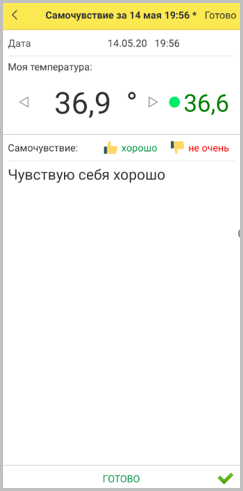 Самочувствие за 14 мая 19:56 * Готово
Дата 14.05.20 19:56
Моя температура:
36,9 ° 36,6
Самочувствие: хорошо не очень
Чувствую себя хорошо
ГОТОВО